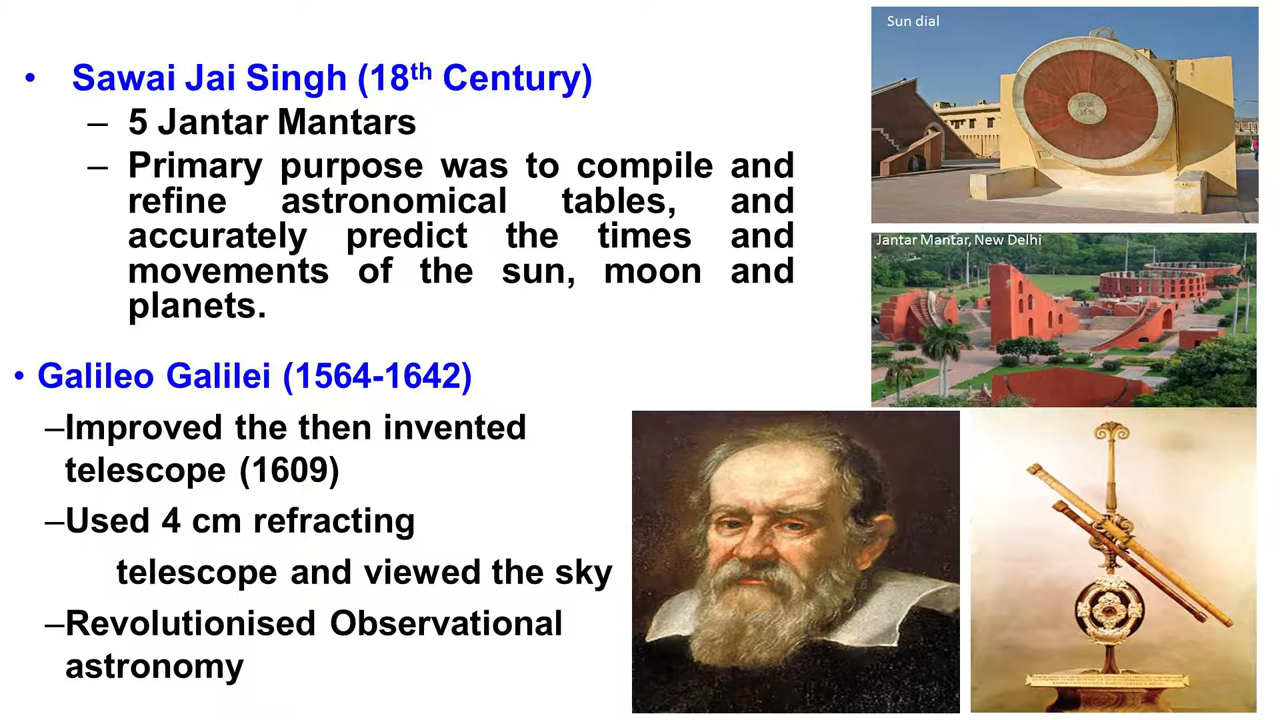 • Sawai Jai Singh (18th Century)
– 5 Jantar Mantars
– Primary purpose was to compile and
refine astronomical tables, and
accurately predict the times and
movements of the sun, moon and
planets.
• Galileo Galilei (1564-1642)
–Improved the then invented
telescope (1609)
–Used 4 cm refracting
telescope and viewed the sky
–Revolutionised Observational
astronomy
Sun dial
Jantar Mantar, New Delhi